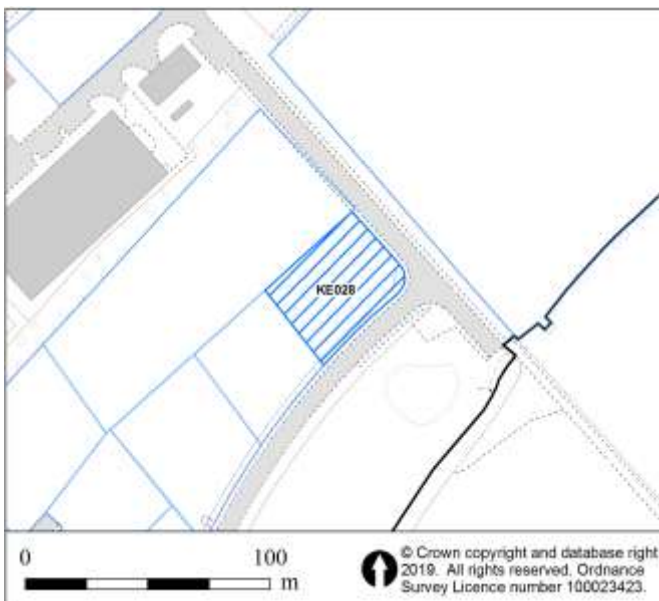 KE028
0 100
m
© Crown copyright and database right
2019. All rights reserved. Ordnance
Survey Licence number 100023423.